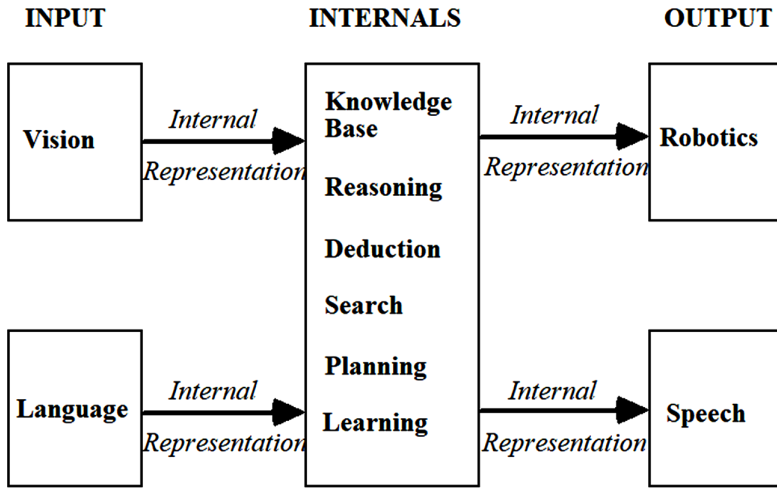 INPUT
INTERNALS
OUTPUT
Vision
Internal
Representation
Knowledge
Base
Reasoning
Deduction
Search
Planning
Learning
Internal
Representation
Robotics
Language
Internal
Representation
Internal
Representation
Speech